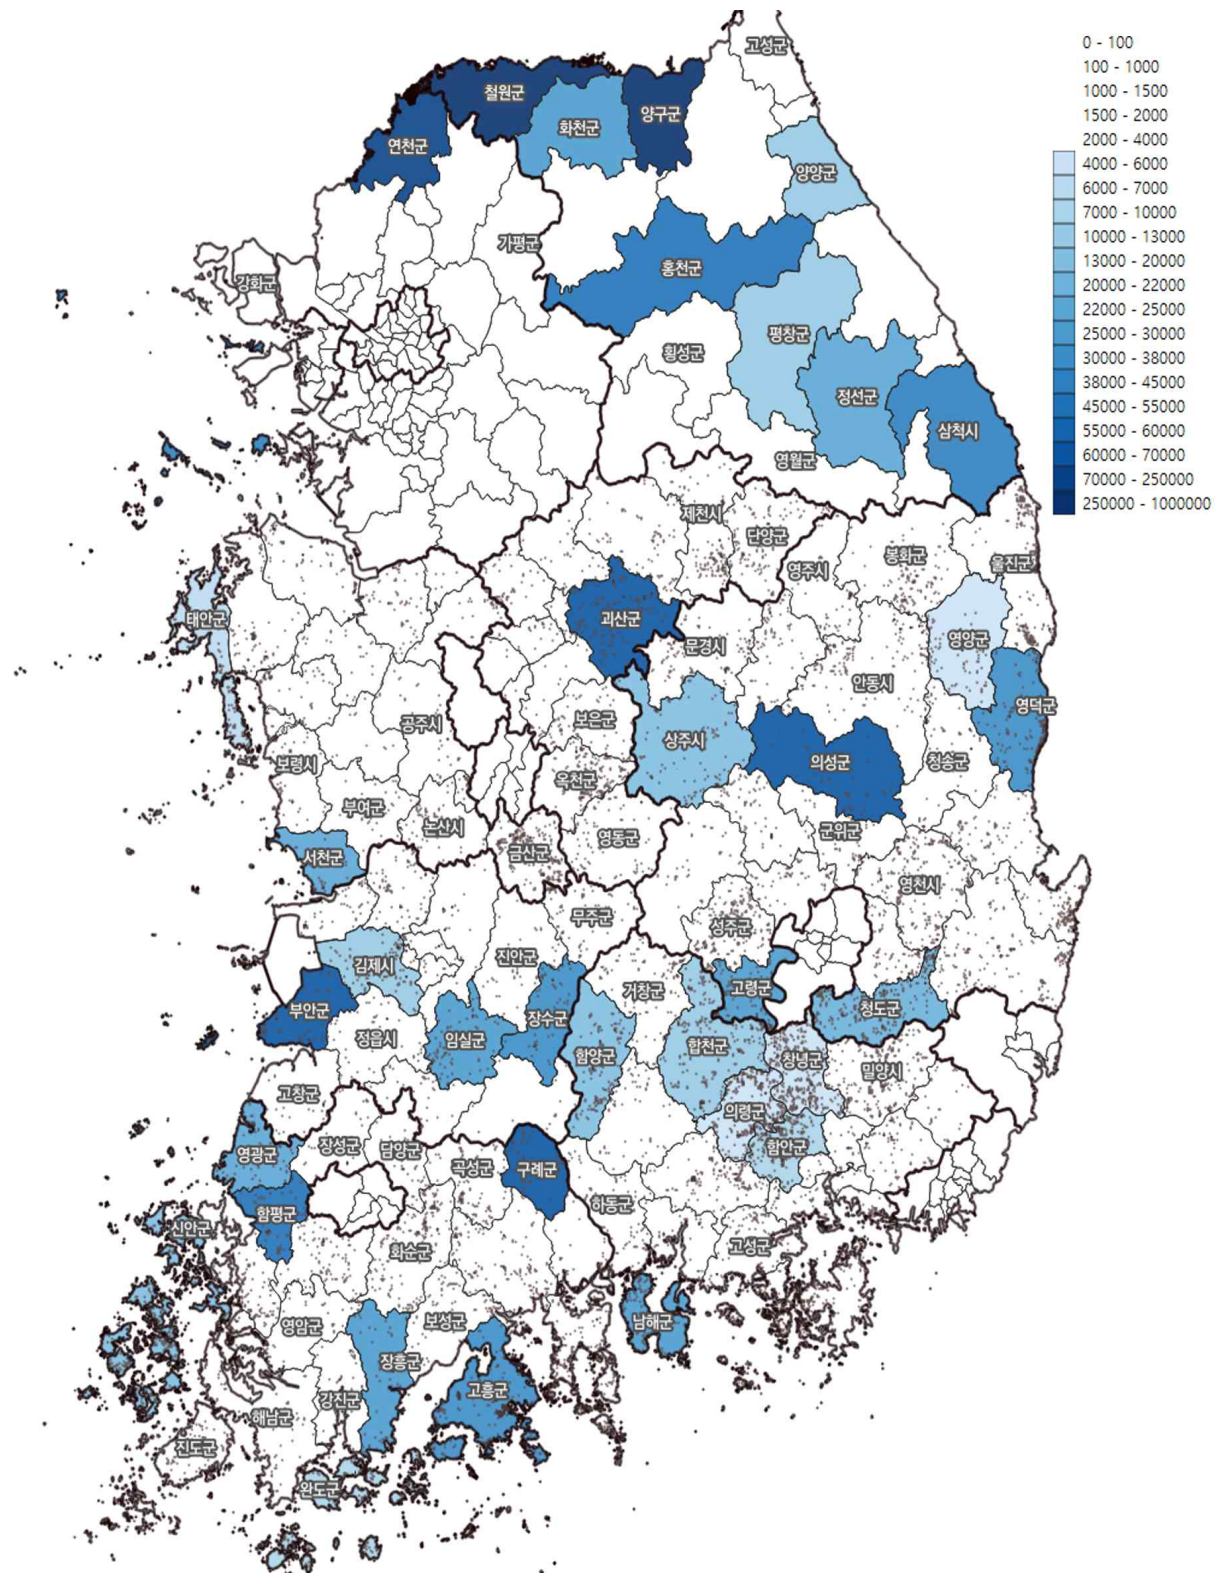 고성군
0 - 100
100 - 1000
1000 - 1500
1500 - 2000
2000 - 4000
4000 - 6000
6000 - 7000
7000 - 10000
10000 - 13000
13000 - 20000
20000 - 22000
22000 - 25000
25000 - 30000
30000 - 38000
38000 - 45000
45000 - 55000
55000 - 60000
60000 - 70000
70000 - 250000
250000 - 1000000
철원군
양구군
화천군
연천군
양양군
가평군
홍천군
강화군
평창군
횡성군
정선군
삼척시
영월군
제천시
단양군
봉화군
울진군
영주시
괴산군
태안군
영양군
문경시
안동시
영덕군
보은군
공주시
상주시
의성군
청송군
보령시
옥천군
부여군
논산시
군위군
영동군
금산군
서천군
영천시
무주군
성주군
진안군
김제시
거창군
고령군
부안군
청도군
장수군
정읍시
임실군
합천군
함양군
창녕군
밀양시
고창군
의령군
장성군
담양군
함안군
영광군
곡성군
구례군
하동군
함평군
신안군
고성군
화순군
보성군
남해군
영암군
장흥군
고흥군
강진군
해남군
진도군
완도군